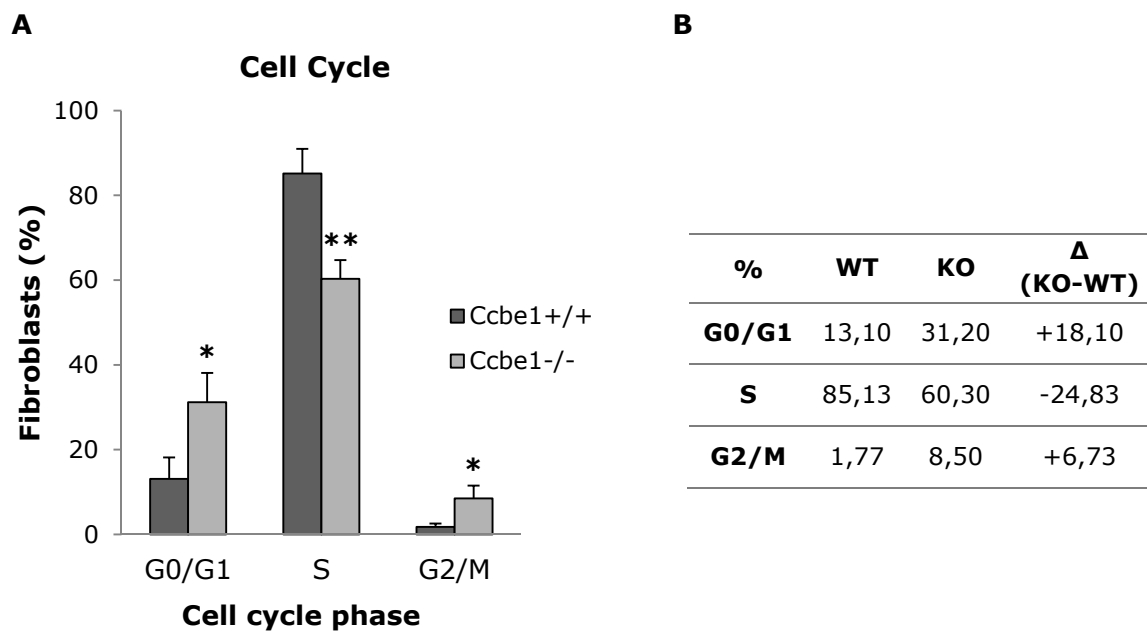 A
Cell Cycle
100
80
60
40
20
0
Fibroblasts (%)
*
**
*
Ccbe1+/+
Ccbe1-/-
G0/G1 S G2/M
Cell cycle phase
B
% WT KO Δ (KO-WT)
G0/G1 13,10 31,20 +18,10
S 85,13 60,30 -24,83
G2/M 1,77 8,50 +6,73